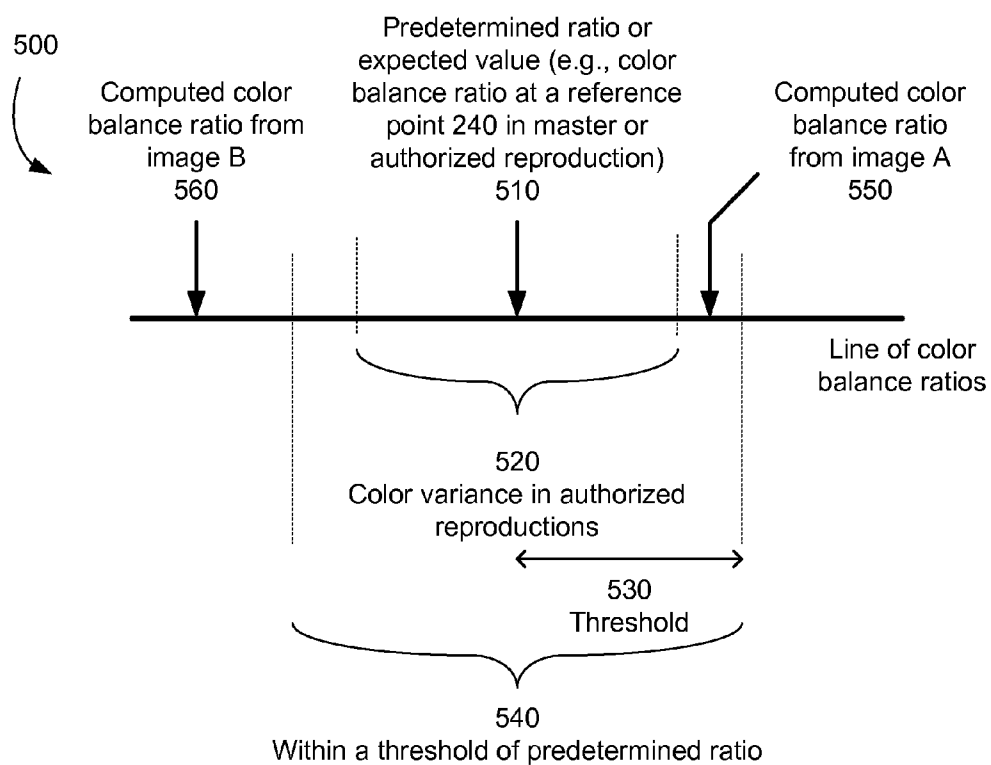 500
Computed color
balance ratio from
image B
560
Predetermined ratio or
expected value (e.g., color
balance ratio at a reference
point 240 in master or
authorized reproduction)
510
Computed color
balance ratio
from image A
550
Line of color
balance ratios
520
Color variance in authorized
reproductions
530
Threshold
540
Within a threshold of predetermined ratio